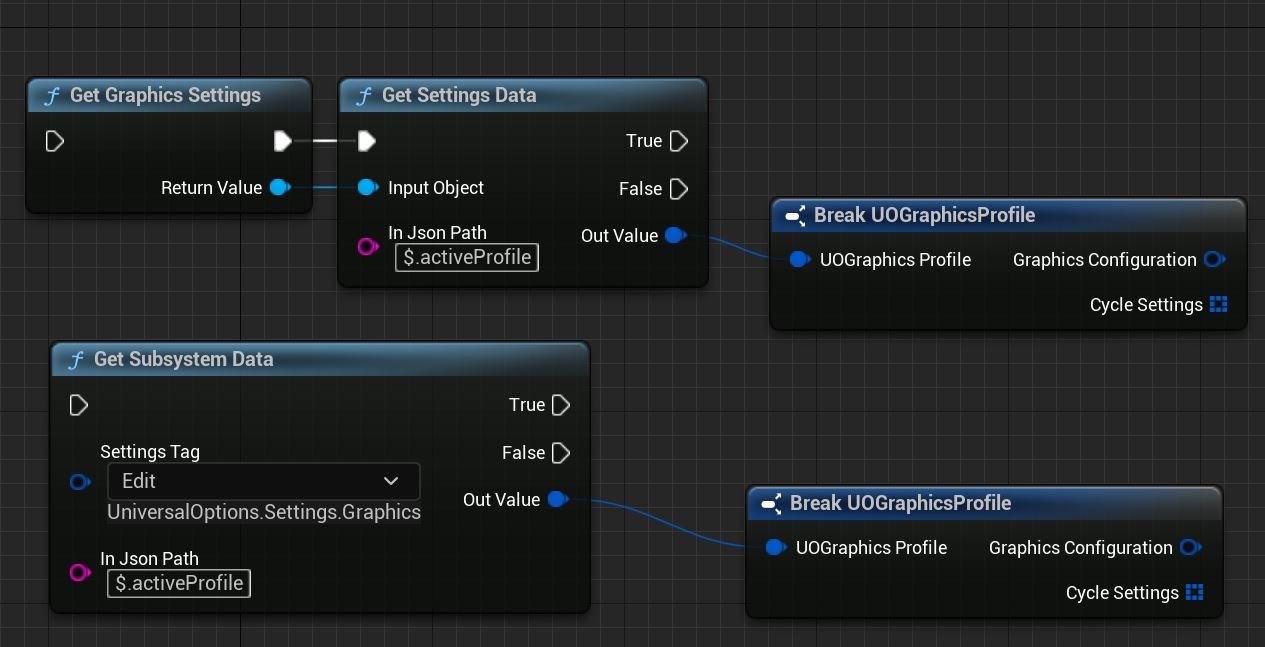 Get Graphics Settings
Return Value
Get Settings Data
True
Input Object
False
In Json Path
$.activeProfile
Out Value
Break UOGraphicsProfile
UOGraphics Profile
Graphics Configuration
Cycle Settings
Get Subsystem Data
True
Settings Tag
False
Edit
UniversalOptions.Settings.Graphics
Out Value
In Json Path
$.activeProfile
Break UOGraphicsProfile
UOGraphics Profile
Graphics Configuration
Cycle Settings